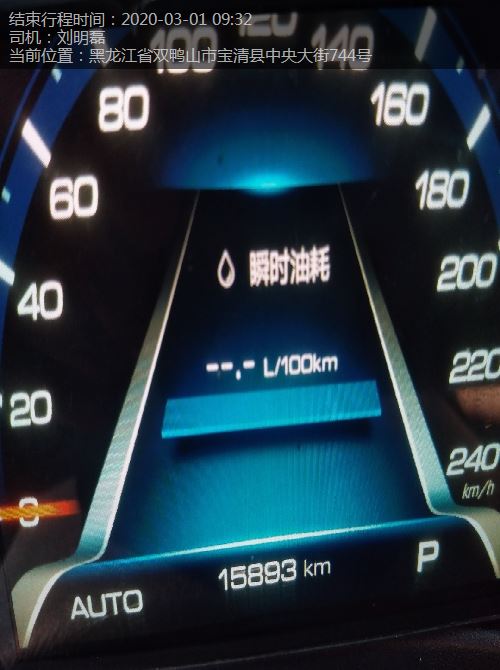 结束行程时间：2020-03-01 09:32
司机：刘明磊
当前位置：黑龙江省双鸭山市宝清县中央大街744号
100 120 140
80 160
60 180
瞬时油耗
40 200
--.- L/100km
220
20
240
km/h
0
15893 km P
AUTO